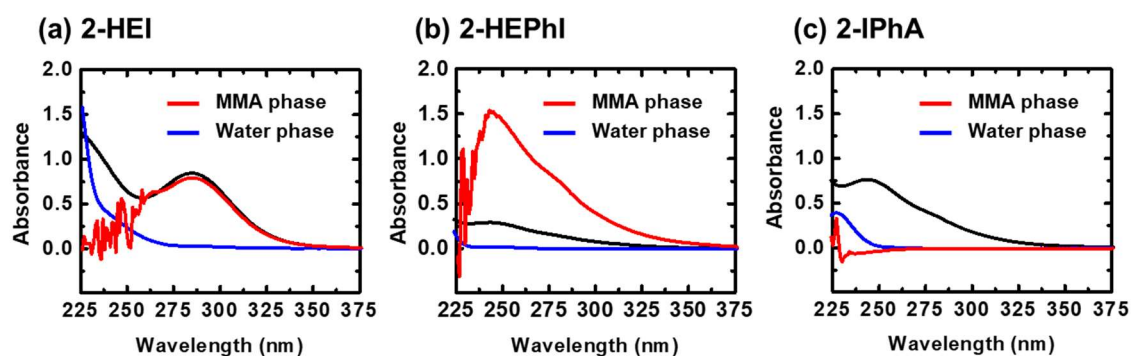 (a) 2-HEI
(b) 2-HEPhI
(c) 2-IPhA
Absorbance
2.0
1.5
1.0
0.5
0.0
MMA phase
Water phase
225 250 275 300 325 350 375
Wavelength (nm)
Absorbance
2.0
1.5
1.0
0.5
0.0
MMA phase
Water phase
225 250 275 300 325 350 375
Wavelength (nm)
Absorbance
2.0
1.5
1.0
0.5
0.0
MMA phase
Water phase
225 250 275 300 325 350 375
Wavelength (nm)